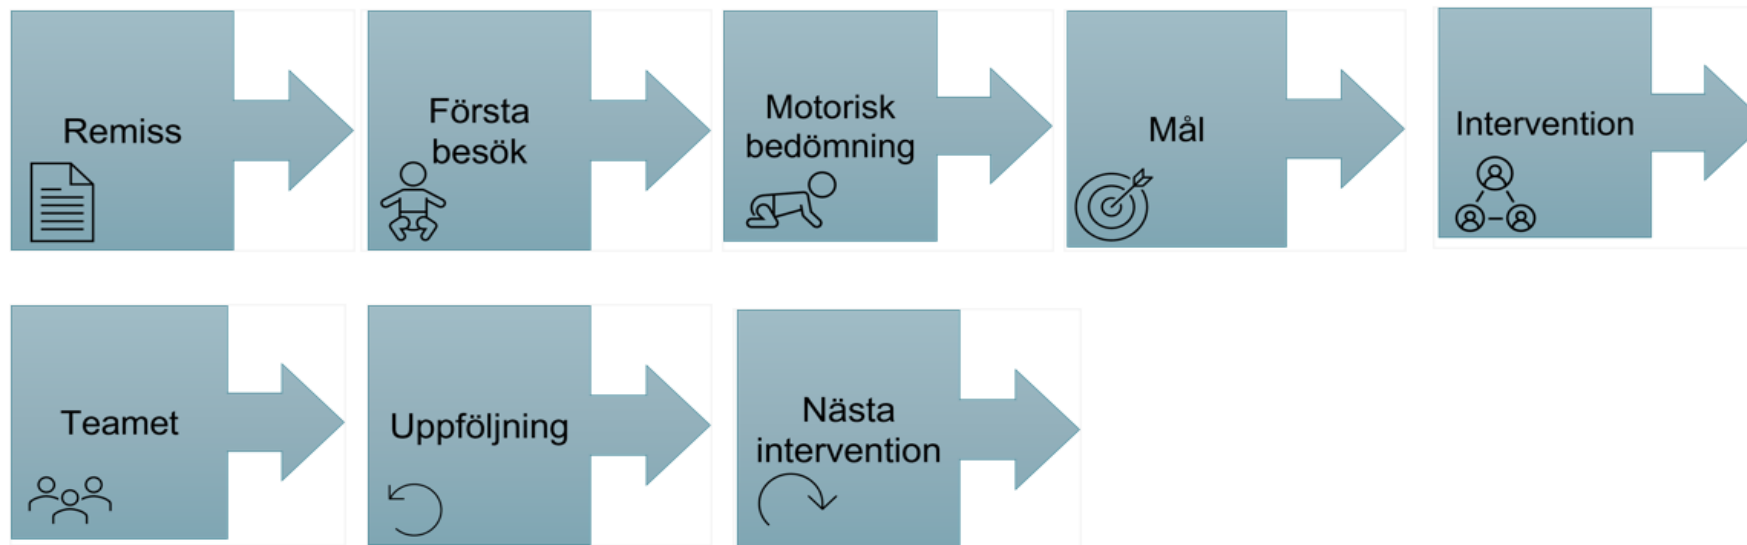 Remiss
Första
besök
Motorisk
bedömning
Mål
Intervention
Teamet
Uppföljning
Nästa
intervention